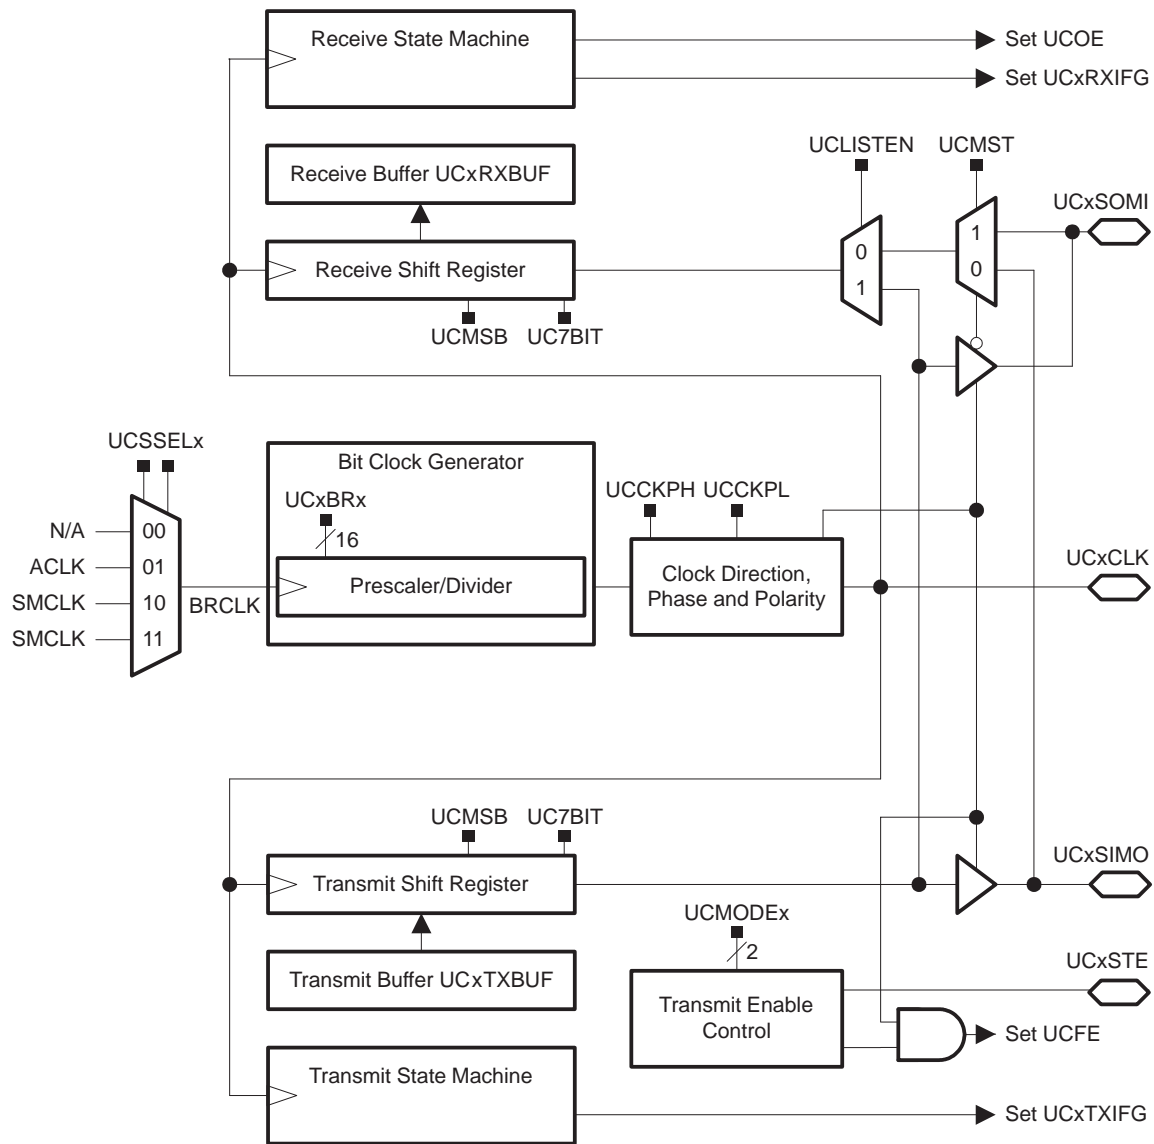 Receive State Machine
Set UCOE
Set UCxRXIFG
UCLISTEN
UCMST
Receive Buffer UCxRXBUF
UCxSOMI
0
1
1
0
Receive Shift Register
UCMSB
UC7BIT
UCSSELx
Bit Clock Generator
UCxBRx
16
UCCKPH
UCCKPL
N/A
00
ACLK
01
SMCLK
10
SMCLK
11
BRCLK
Prescaler/Divider
Clock Direction,
Phase and Polarity
UCxCLK
UCMSB
UC7BIT
Transmit Shift Register
UCxSIMO
UCMODEx
2
Transmit Buffer UCxTXBUF
UCxSTE
Transmit Enable
Control
Set UCFE
Transmit State Machine
Set UCxTXIFG